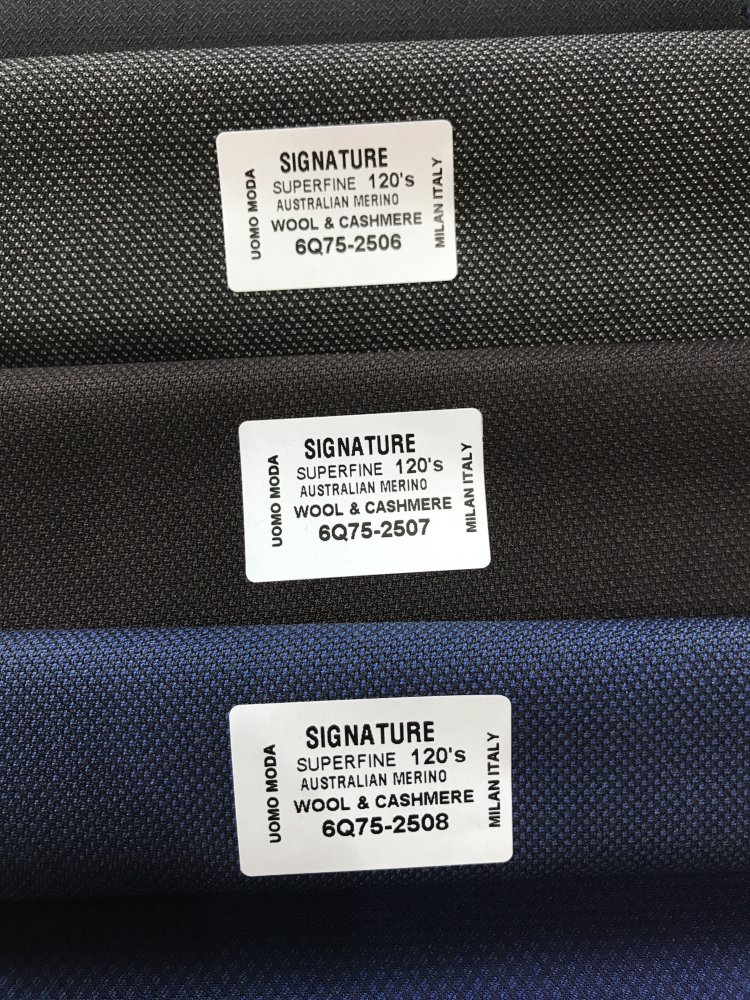 UOMO MODA
SIGNATURE
SUPERFINE 120's
AUSTRALIAN MERINO
WOOL & CASHMERE
6Q75-2506
MILAN ITALY
UOMO MODA
SIGNATURE
SUPERFINE 120's
AUSTRALIAN MERINO
WOOL & CASHMERE
6Q75-2507
MILAN ITALY
UOMO MODA
SIGNATURE
SUPERFINE 120's
AUSTRALIAN MERINO
WOOL & CASHMERE
6Q75-2508
MILAN ITALY